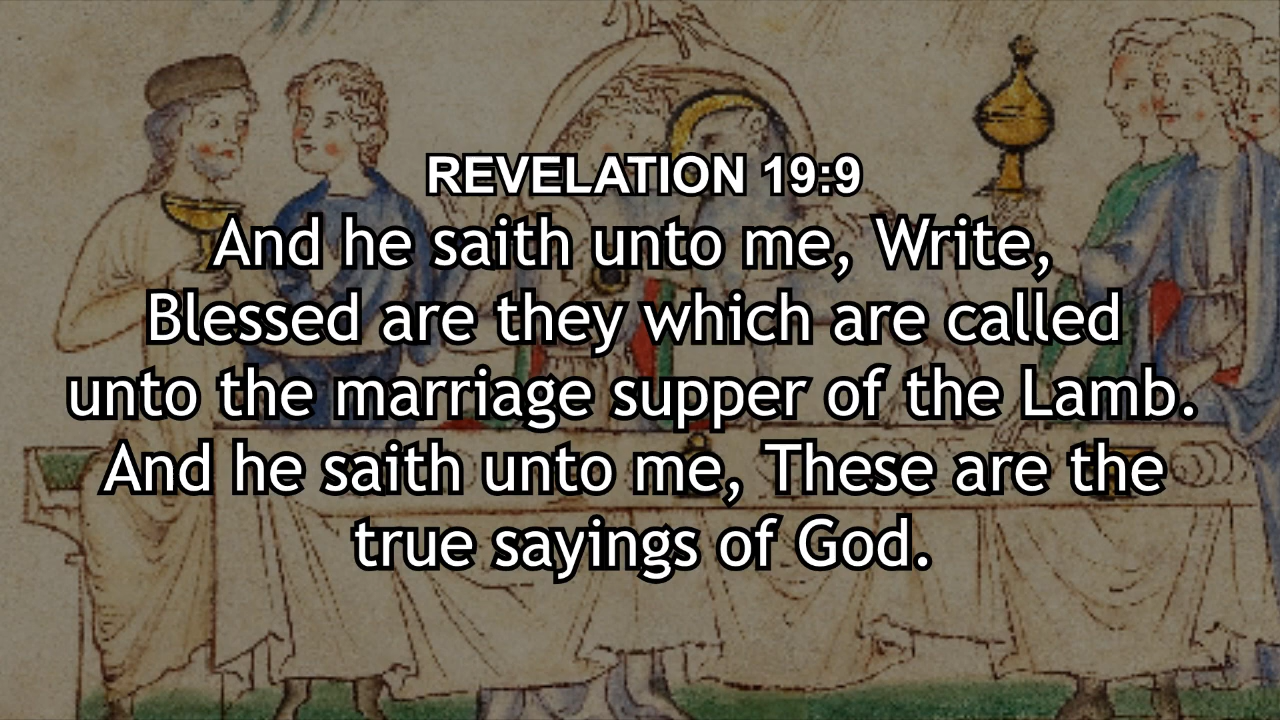 REVELATION 19:9
And he saith unto me, Write,
Blessed are they which are called
unto the marriage supper of the Lamb.
And he saith unto me, These are the
true sayings of God.